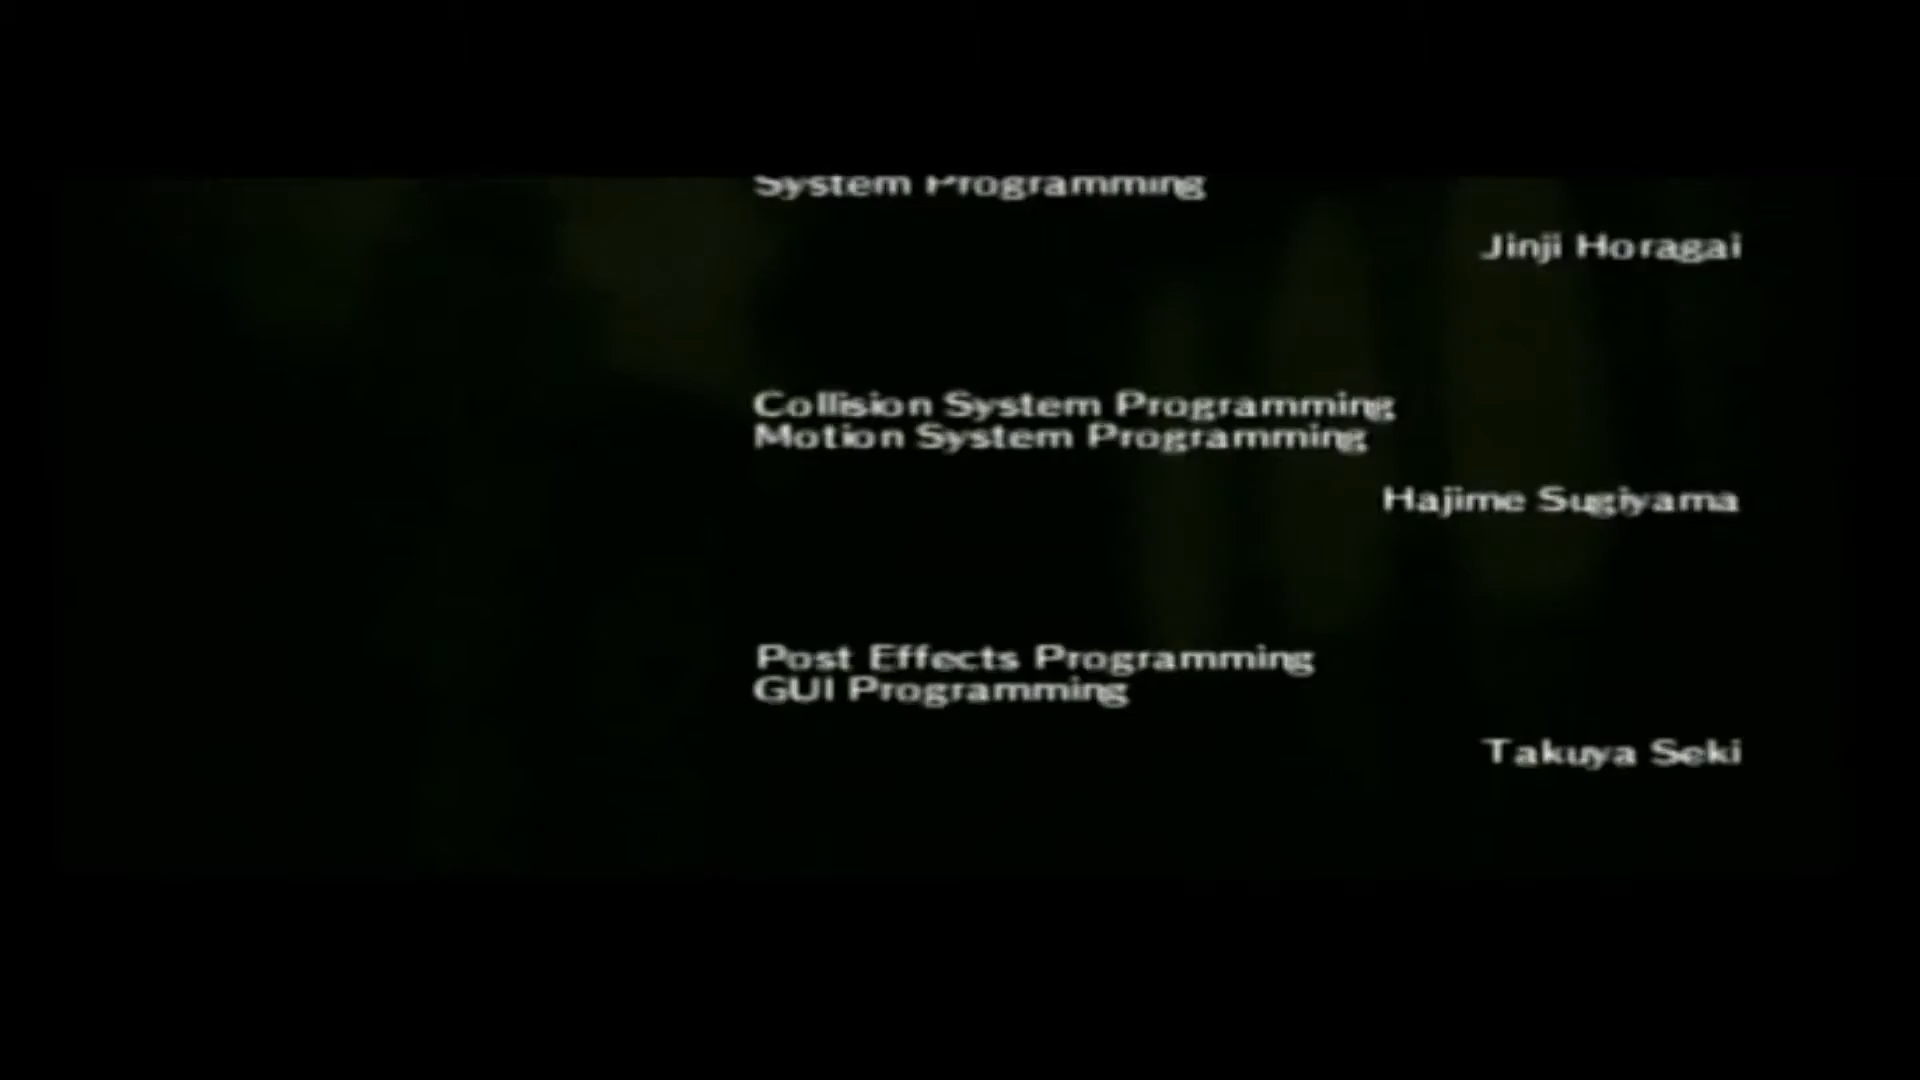 System Programming
Jinji Horagai
Collision System Programming
Motion System Programming
Hajime Sugiyama
Post Effects Programming
GUI Programming
Takuya Seki